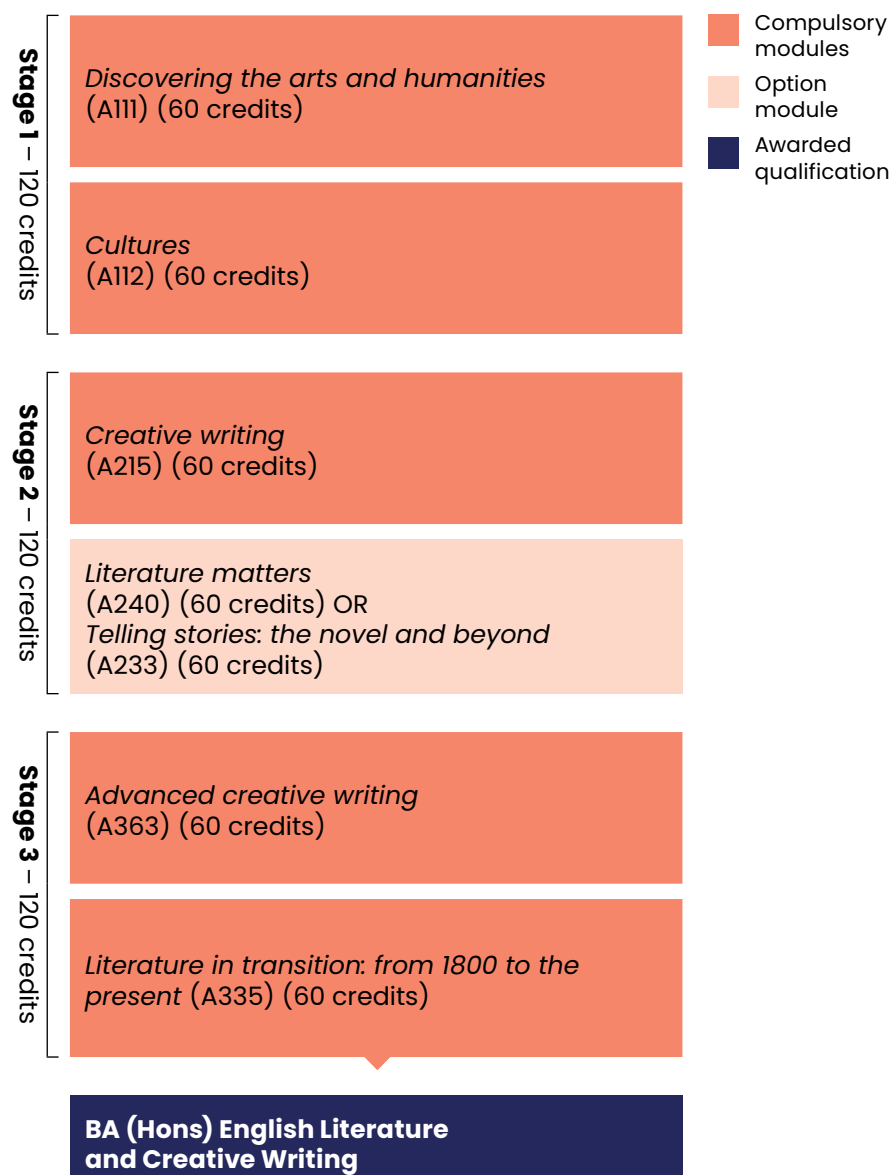 Stage 1 – 120 credits
Discovering the arts and humanities
(A111) (60 credits)
Cultures
(A112) (60 credits)
Compulsory
modules
Option
module
Awarded
qualification
Stage 2 – 120 credits
Creative writing
(A215) (60 credits)
Literature matters
(A240) (60 credits) OR
Telling stories: the novel and beyond
(A233) (60 credits)
Stage 3 – 120 credits
Advanced creative writing
(A363) (60 credits)
Literature in transition: from 1800 to the
present (A335) (60 credits)
BA (Hons) English Literature
and Creative Writing